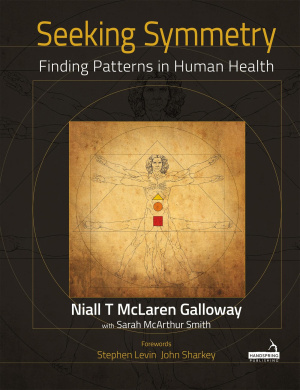 Seeking Symmetry
Finding Patterns in Human Health
Niall T McLaren Galloway
with Sarah McArthur Smith
Forewords
Stephen Levin John Sharkey
HANDSPRING
PUBLISHING